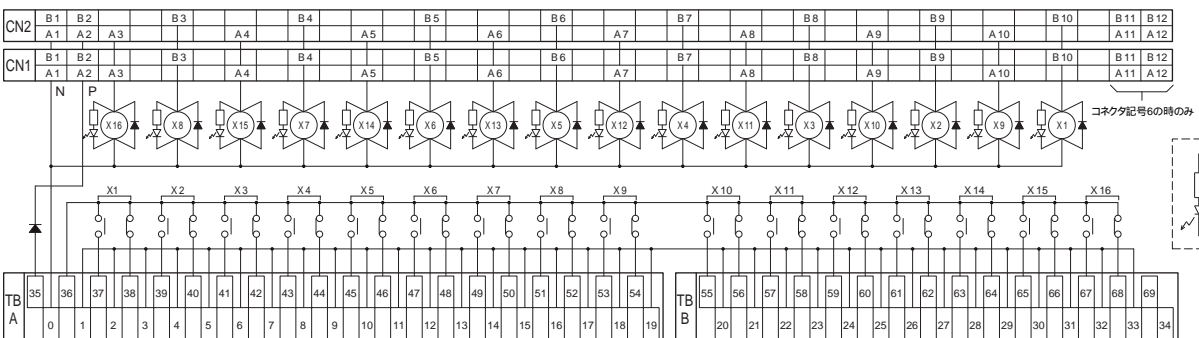 CN2 B1 B2 B3 B4 B5 B6 B7 B8 B9 B10 B11 B12
A1 A2 A3 A4 A5 A6 A7 A8 A9 A10 A11 A12
CN1 B1 B2 B3 B4 B5 B6 B7 B8 B9 B10 B11 B12
A1 A2 A3 A4 A5 A6 A7 A8 A9 A10 A11 A12
N P
コネクタ記号6の時のみ
X16 X8 X15 X7 X14 X6 X13 X5 X12 X4 X11 X3 X10 X2 X9 X1
X1 X2 X3 X4 X5 X6 X7 X8 X9 X10 X11 X12 X13 X14 X15 X16
TB A 35 36 37 38 39 40 41 42 43 44 45 46 47 48 49 50 51 52 53 54
0 1 2 3 4 5 6 7 8 9 10 11 12 13 14 15 16 17 18 19
TB B 55 56 57 58 59 60 61 62 63 64 65 66 67 68 69
20 21 22 23 24 25 26 27 28 29 30 31 32 33 34